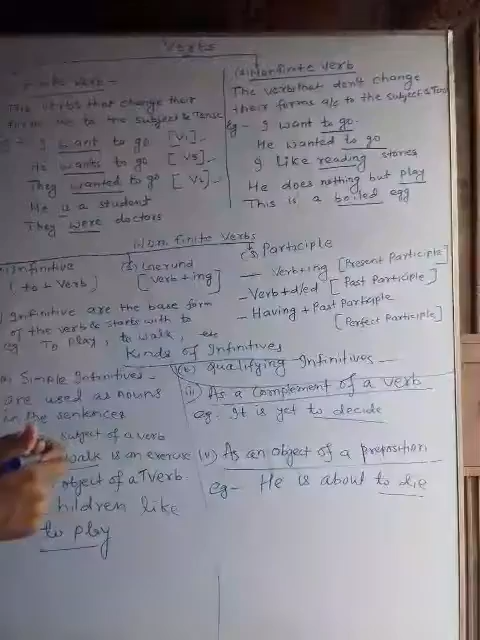 Verbs
Finite Verb -
The verbs that change their
forms a/c to the subject & Tense
eg - I want to go [V1]
He wants to go [V5]
They wanted to go [V2]
He is a student
They were doctors
(2) Nonfinite Verb
The verbs that don't change
their forms a/c to the subject & Tense
eg - I want to go.
He wanted to go
I like reading stories
He does nothing but play
This is a boiled egg
Non finite Verbs
Infinitive
(to + Verb)
(2) Gerund
[Verb + ing]
(3) Participle
- Verb+ing [Present Participle]
- Verb+d/ed [Past Participle]
- Having + Past Participle
[Perfect Participle]
Infinitive are the base form
of the verb & starts with to
eg To play, to walk, etc
Kinds of Infinitives
(a) Simple Infinitives -
are used as nouns
in the sentences
subject of a verb
walk is an exercise
object of a Tverb
children like
to play
(b) Qualifying Infinitives -
iii) As a complement of a verb
eg. It is yet to decide
(iv) As an object of a preposition
eg - He is about to die